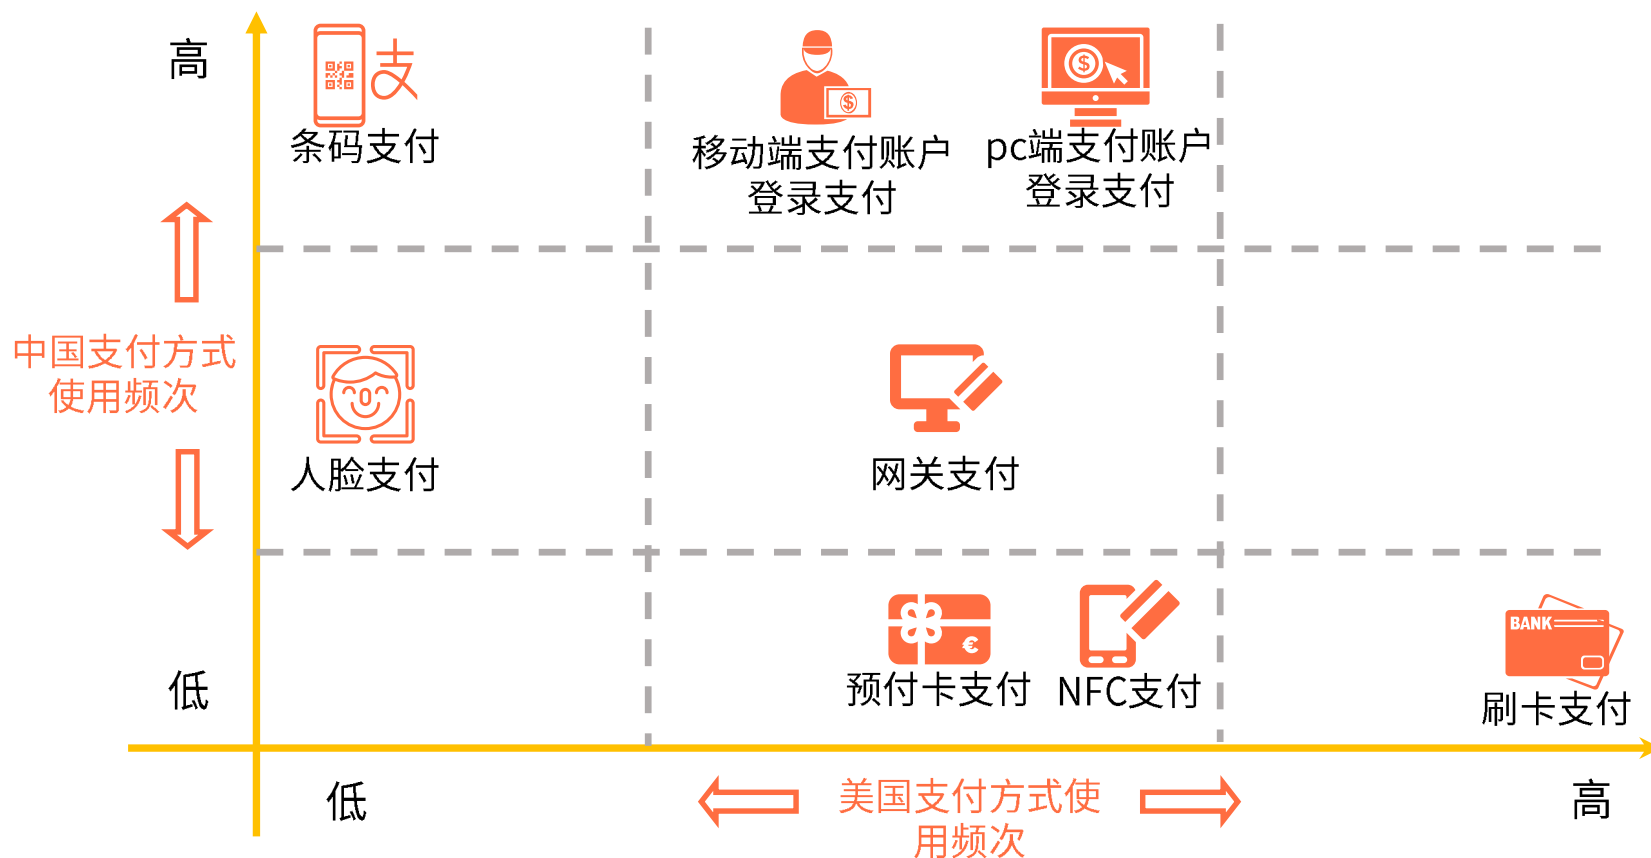 高
支
条码支付
$
移动端支付账户
登录支付
$
pc端支付账户
登录支付
中国支付方式
使用频次
人脸支付
网关支付
低
€
预付卡支付
NFC支付
BANK
刷卡支付
低
美国支付方式使
用频次
高